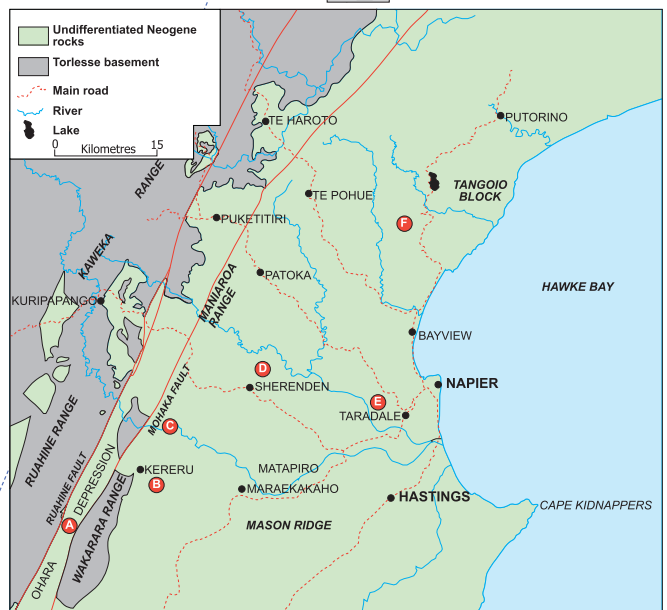 Undifferentiated Neogene
rocks
Torlesse basement
Main road
River
Lake
0 Kilometres 15
TE HAROTO
PUTORINO
RANGE
TE POHUE
TANGOIO
BLOCK
PUKETITIRI
F
KAWEKA
PATOKA
MANIAROA
RANGE
HAWKE BAY
KURIPAPANGO
BAYVIEW
D
SHERENDEN
NAPIER
E
TARADALE
MOHAKA FAULT
C
RUAHINE RANGE
RUAHINE FAULT
DEPRESSION
KERERU
B
MATAPIRO
MARAEKAKAHO
HASTINGS
CAPE KIDNAPPERS
A
WAKARARA RANGE
MASON RIDGE
OHARA